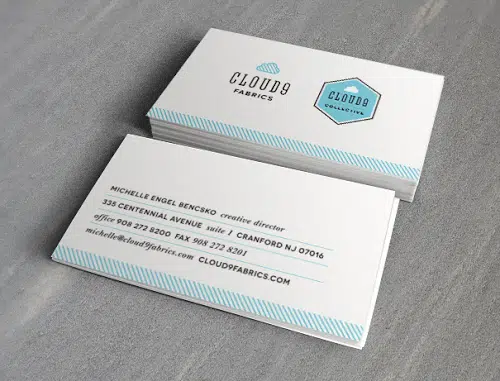 CLOUD9
FABRICS
CLOUD9
COLLECTIVE
MICHELLE ENGEL BENCSKO creative director
335 CENTENNIAL AVENUE suite / CRANFORD NJ 07016
office 908 272 8200 FAX 908 272 8201
michelle@cloud9fabrics.com CLOUD9FABRICS.COM